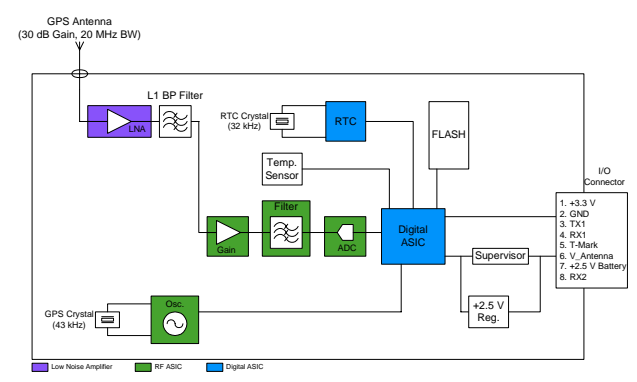 GPS Antenna
(30 dB Gain, 20 MHz BW)
L1 BP Filter
LNA
RTC Crystal
(32 kHz)
RTC
FLASH
Temp.
Sensor
I/O
Connector
1. +3.3 V
2. GND
3. TX1
4. RX1
5. T-Mark
6. V_Antenna
7. +2.5 V Battery
8. RX2
Filter
Gain
ADC
Digital
ASIC
Supervisor
+2.5 V
Reg.
GPS Crystal
(43 kHz)
Osc.
Low Noise Amplifier
RF ASIC
Digital ASIC